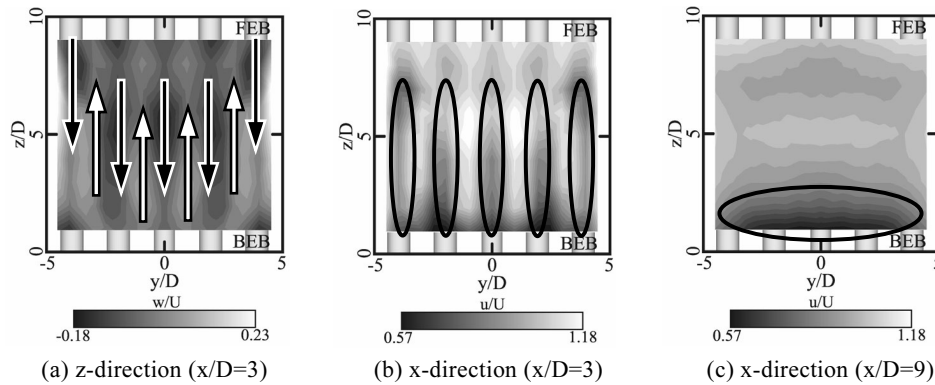 10
FEB
z/D
5
BEB
0
-5
0
5
y/D
w/U
-0.18
0.23
(a) z-direction (x/D=3)
10
FEB
z/D
5
BEB
0
-5
0
5
y/D
u/U
0.57
1.18
(b) x-direction (x/D=3)
10
FEB
z/D
5
BEB
0
-5
0
5
y/D
u/U
0.57
1.18
(c) x-direction (x/D=9)